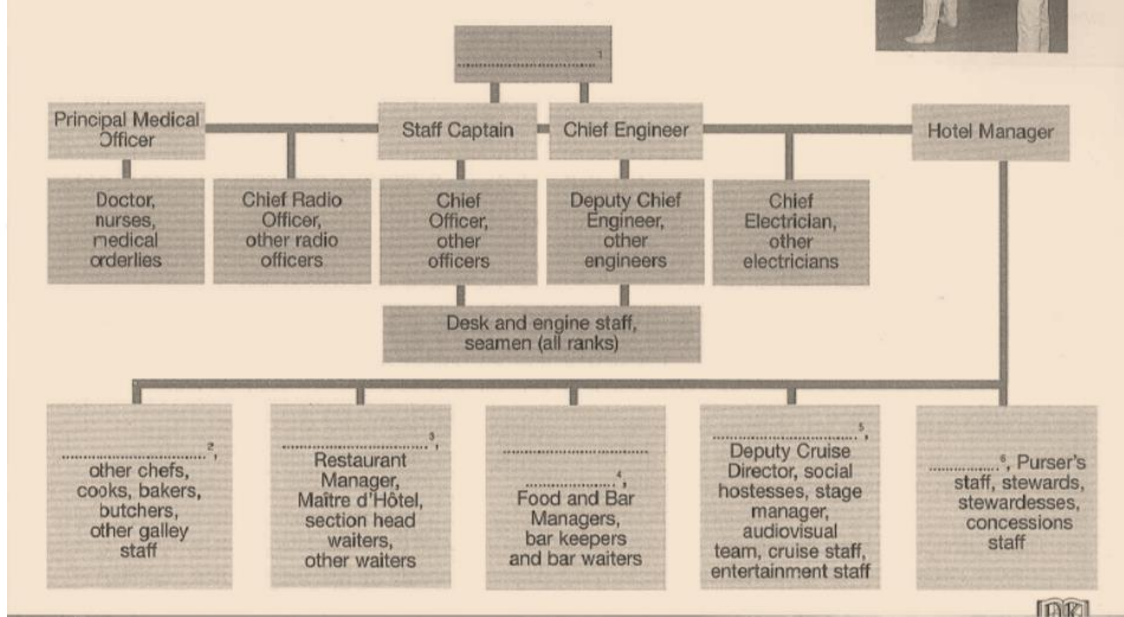 ....................................1
Principal Medical
Officer
Staff Captain
Chief Engineer
Hotel Manager
Doctor,
nurses,
medical
orderlies
Chief Radio
Officer,
other radio
officers
Chief
Officer,
other
officers
Deputy Chief
Engineer,
other
engineers
Chief
Electrician,
other
electricians
Desk and engine staff,
seamen (all ranks)
....................................2,
other chefs,
cooks, bakers,
butchers,
other galley
staff
....................................3,
Restaurant
Manager,
Maître d'Hôtel,
section head
waiters,
other waiters
....................................
......................4,
Food and Bar
Managers,
bar keepers
and bar waiters
....................................5,
Deputy Cruise
Director, social
hostesses, stage
manager,
audiovisual
team, cruise staff,
entertainment staff
..................6, Purser's
staff, stewards,
stewardesses,
concessions
staff